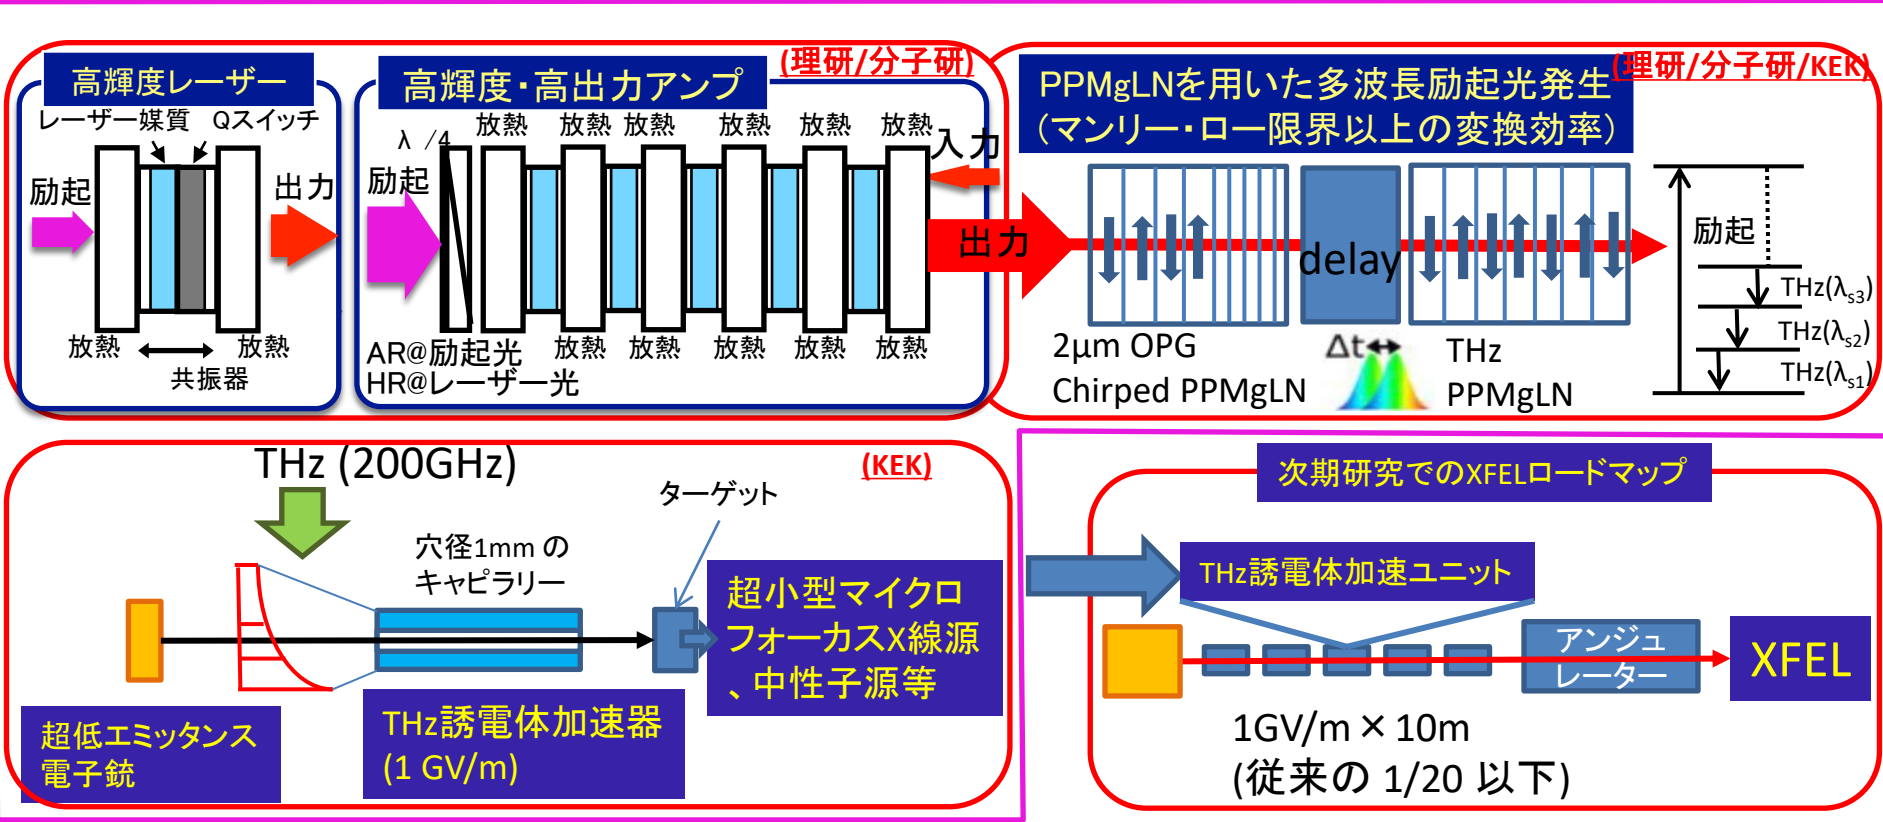 (理研/分子研)
高輝度レーザー
レーザー媒質 Qスイッチ
励起
出力
放熱
放熱
共振器
高輝度・高出力アンプ
λ /4
放熱 放熱 放熱 放熱 放熱 放熱
励起
入力
出力
放熱 放熱 放熱 放熱 放熱
AR@励起光
HR@レーザー光
(理研/分子研/KEK)
PPMgLNを用いた多波長励起光発生
(マンリー・ロー限界以上の変換効率)
delay
2μm OPG
Chirped PPMgLN
Δt
THz
PPMgLN
励起
THz(λs3)
THz(λs2)
THz(λs1)
THz (200GHz)
(KEK)
ターゲット
穴径1mm の
キャピラリー
超小型マイクロ
フォーカスX線源
、中性子源等
超低エミッタンス
電子銃
THz誘電体加速器
(1 GV/m)
次期研究でのXFELロードマップ
THz誘電体加速ユニット
アンジュ
レーター
XFEL
1GV/m × 10m
(従来の 1/20 以下)